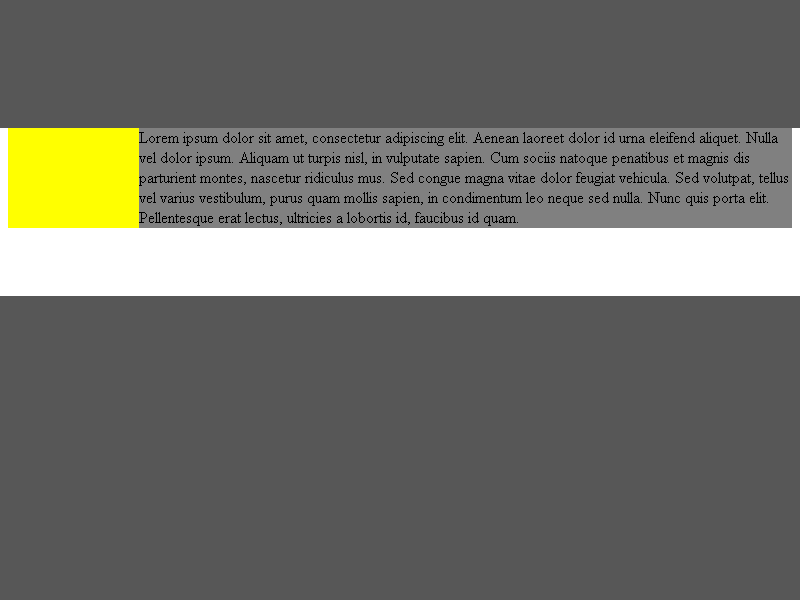 Lorem ipsum dolor sit amet, consectetur adipiscing elit. Aenean laoreet dolor id urna eleifend aliquet. Nulla
vel dolor ipsum. Aliquam ut turpis nisl, in vulputate sapien. Cum sociis natoque penatibus et magnis dis
parturient montes, nascetur ridiculus mus. Sed congue magna vitae dolor feugiat vehicula. Sed volutpat, tellus
vel varius vestibulum, purus quam mollis sapien, in condimentum leo neque sed nulla. Nunc quis porta elit.
Pellentesque erat lectus, ultricies a lobortis id, faucibus id quam.